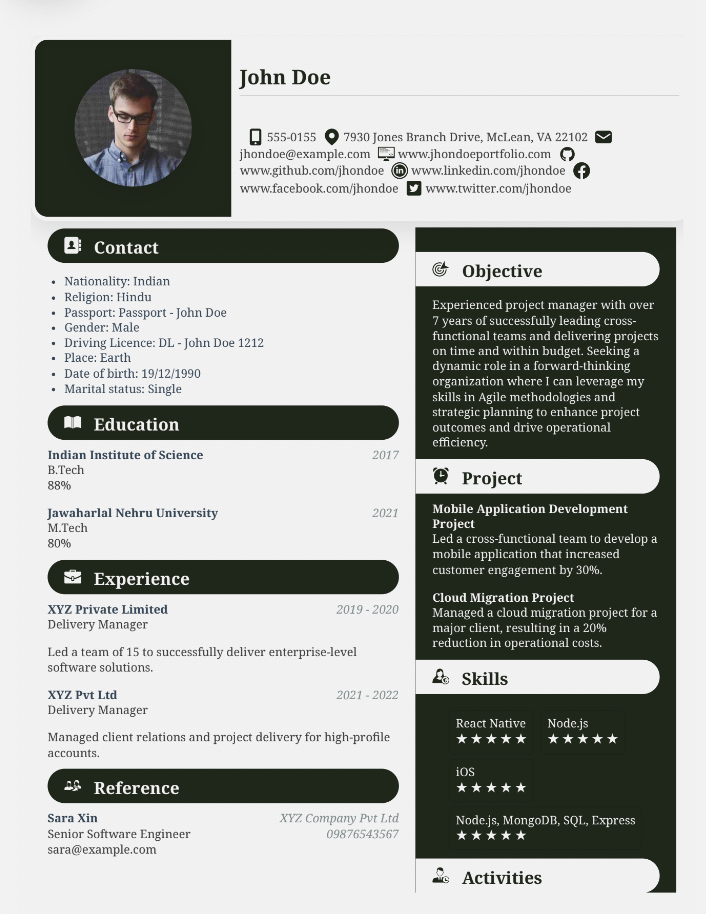 John Doe
555-0155 7930 Jones Branch Drive, McLean, VA 22102
jhondoe@example.com www.jhondoeportfolio.com
www.github.com/jhondoe www.linkedin.com/jhondoe
www.facebook.com/jhondoe www.twitter.com/jhondoe
Contact
• Nationality: Indian
• Religion: Hindu
• Passport: Passport - John Doe
• Gender: Male
• Driving Licence: DL - John Doe 1212
• Place: Earth
• Date of birth: 19/12/1990
• Marital status: Single
Education
Indian Institute of Science 2017
B.Tech
88%
Jawaharlal Nehru University 2021
M.Tech
80%
Experience
XYZ Private Limited 2019 - 2020
Delivery Manager
Led a team of 15 to successfully deliver enterprise-level
software solutions.
XYZ Pvt Ltd 2021 - 2022
Delivery Manager
Managed client relations and project delivery for high-profile
accounts.
Reference
Sara Xin XYZ Company Pvt Ltd
Senior Software Engineer 09876543567
sara@example.com
Objective
Experienced project manager with over
7 years of successfully leading cross-
functional teams and delivering projects
on time and within budget. Seeking a
dynamic role in a forward-thinking
organization where I can leverage my
skills in Agile methodologies and
strategic planning to enhance project
outcomes and drive operational
efficiency.
Project
Mobile Application Development
Project
Led a cross-functional team to develop a
mobile application that increased
customer engagement by 30%.
Cloud Migration Project
Managed a cloud migration project for a
major client, resulting in a 20%
reduction in operational costs.
Skills
React Native Node.js
★★★★★ ★★★★★
iOS
★★★★★
Node.js, MongoDB, SQL, Express
★★★★★
Activities